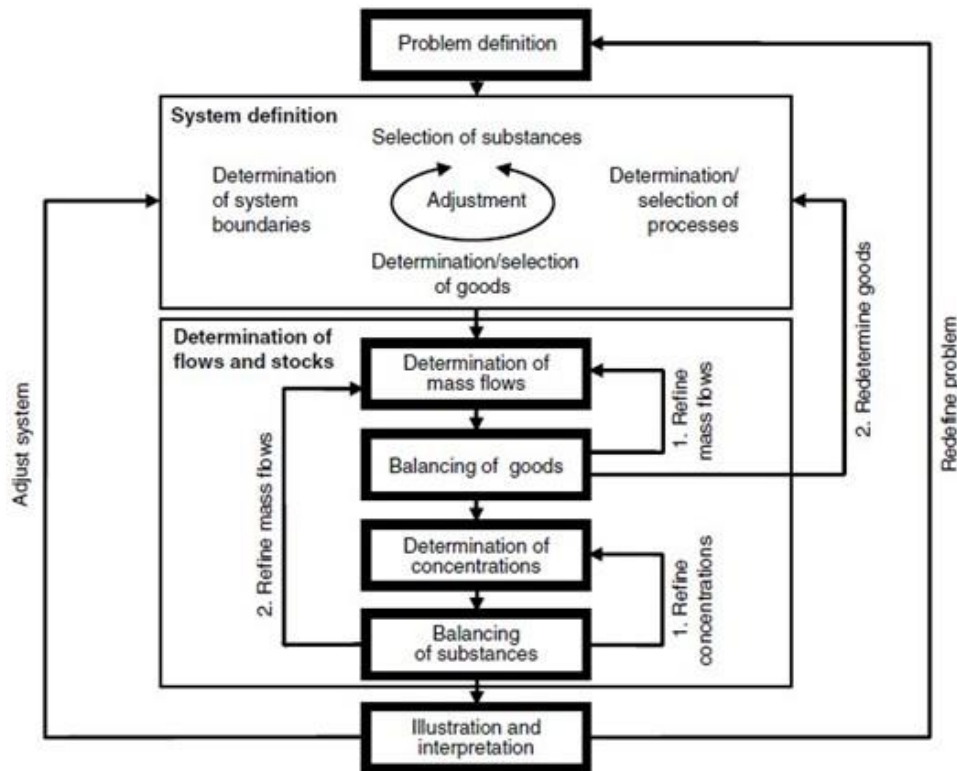 Problem definition
System definition
Selection of substances
Determination
of system
boundaries
Adjustment
Determination/
selection of
processes
Determination/selection
of goods
Determination of
flows and stocks
Determination of
mass flows
1. Refine
mass flows
Balancing of goods
2. Refine mass flows
Determination of
concentrations
1. Refine
concentrations
Balancing
of substances
Illustration and
interpretation
Adjust system
2. Redetermine goods
Redefine problem